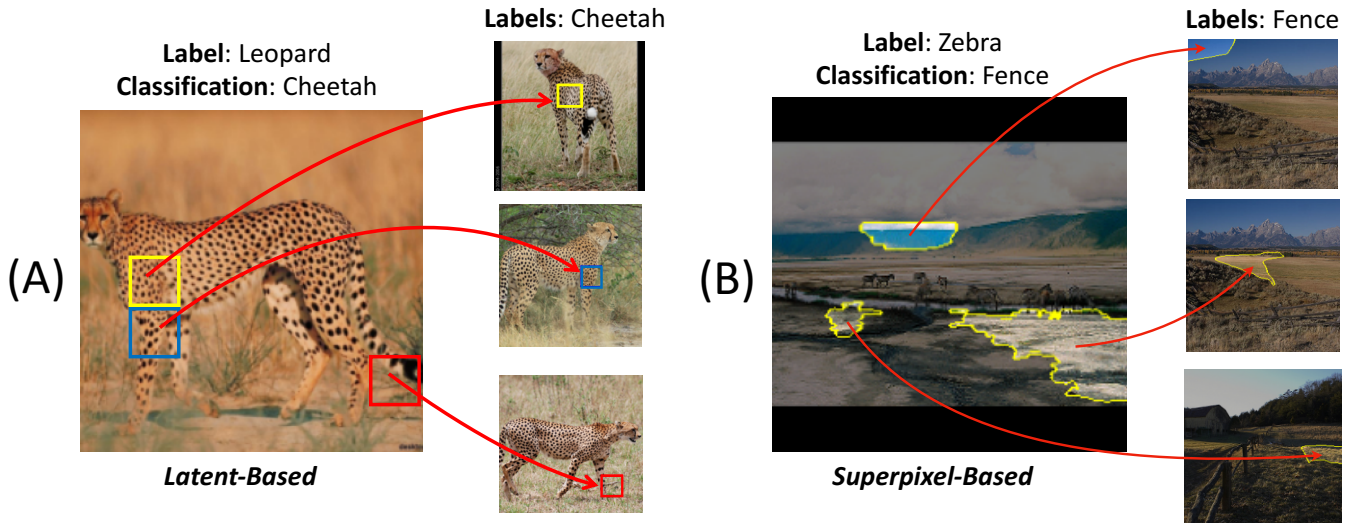 (A)
Label: Leopard
Classification: Cheetah
Latent-Based
Labels: Cheetah
(B)
Label: Zebra
Classification: Fence
Superpixel-Based
Labels: Fence